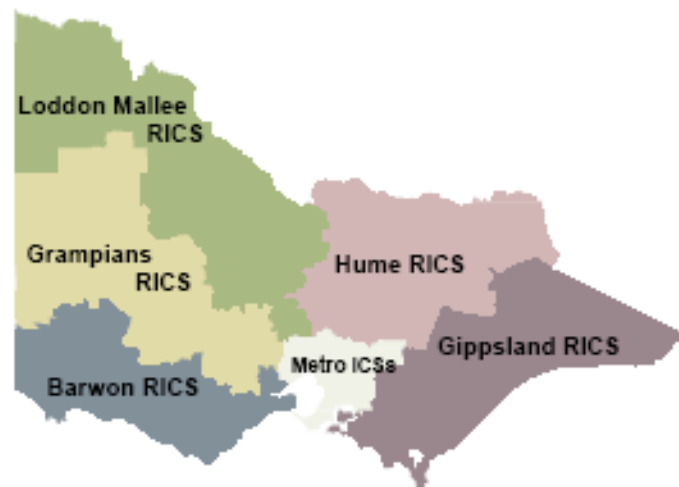 Loddon Mallee
RICS
Grampians
RICS
Hume RICS
Gippsland RICS
Metro ICSs
Barwon RICS